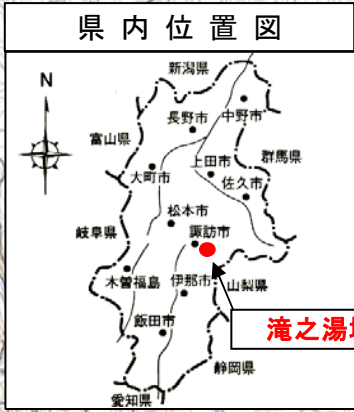 県内位置図
新潟県
N
長野市
中野市
富山県
上田市
群馬県
大町市
佐久市
松本市
岐阜県
諏訪市
木曽福島
伊那市
山梨県
滝之湯
飯田市
静岡県
愛知県